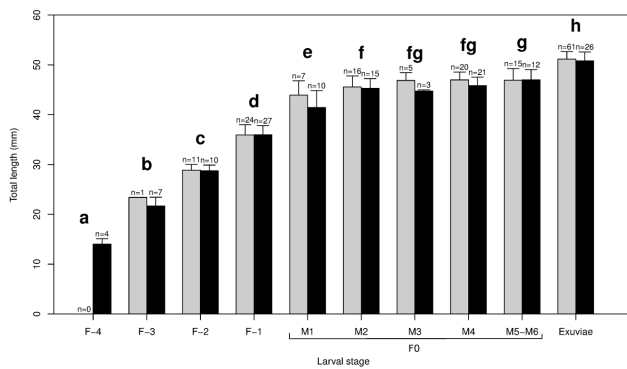 60
50
40
30
20
10
0
Total length (mm)
a
b
c
d
e
f
fg
fg
g
h
n=0
n=4
n=1
n=7
n=11
n=10
n=24
n=27
n=7
n=10
n=16
n=15
n=5
n=3
n=20
n=21
n=15
n=12
n=61
n=26
F−4
F−3
F−2
F−1
M1
M2
M3
M4
M5−M6
Exuviae
F0
Larval stage